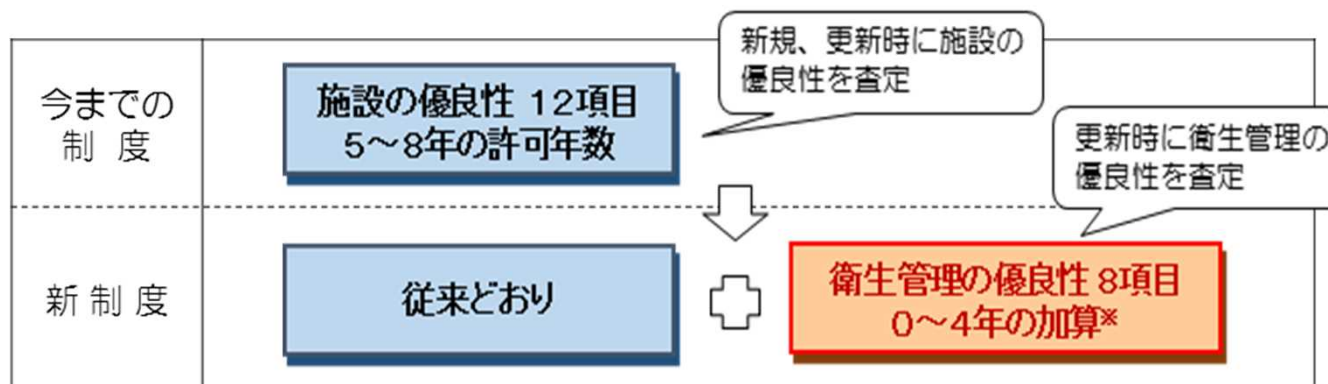 新規、更新時に施設の
優良性を査定
今までの
制 度
施設の優良性 12項目
5～8年の許可年数
更新時に衛生管理の
優良性を査定
新 制 度
従来どおり
衛生管理の優良性 8項目
0～4年の加算※